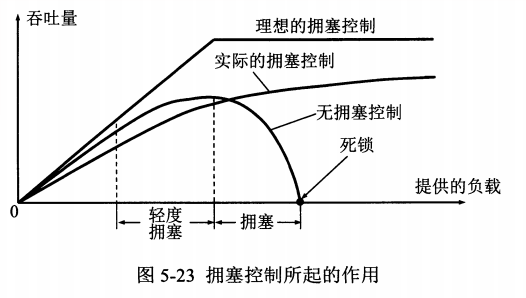 吞吐量
理想的拥塞控制
实际的拥塞控制
无拥塞控制
死锁
提供的负载
0
轻度
拥塞
拥塞
图 5-23 拥塞控制所起的作用